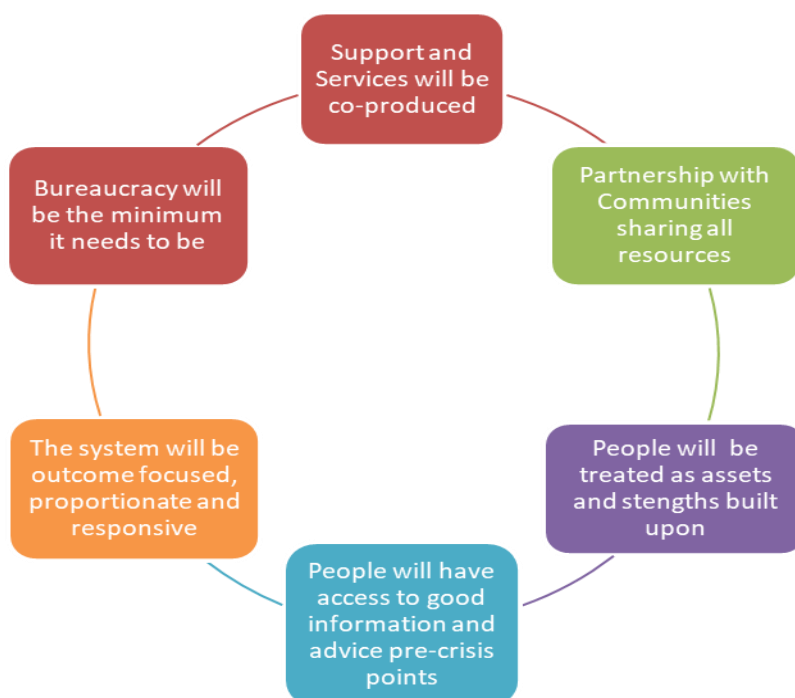 Support and
Services will be
co-produced
Partnership with
Communities
sharing all
resources
People will be
treated as assets
and stengths built
upon
People will have
access to good
information and
advice pre-crisis
points
The system will be
outcome focused,
proportionate and
responsive
Bureaucracy will
be the minimum
it needs to be